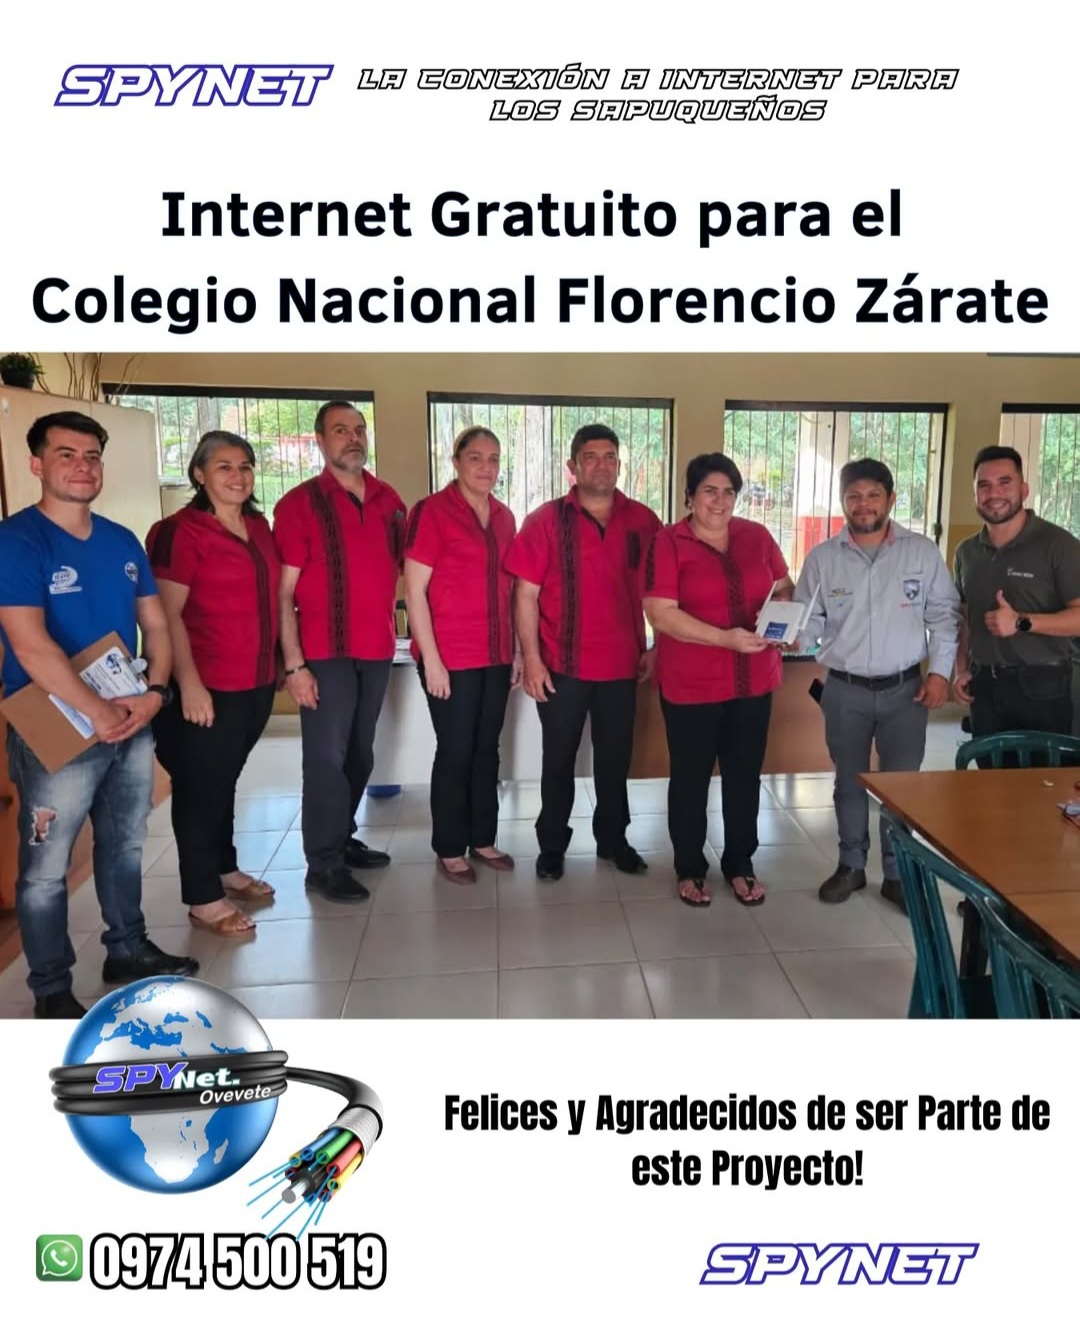 SPYNET
LA CONEXIÓN A INTERNET PARA
LOS SAPUQUEÑOS
Internet Gratuito para el
Colegio Nacional Florencio Zárate
SPYNet.
Ovevete
Felices y Agradecidos de ser Parte de
este Proyecto!
0974 500 519
SPYNET